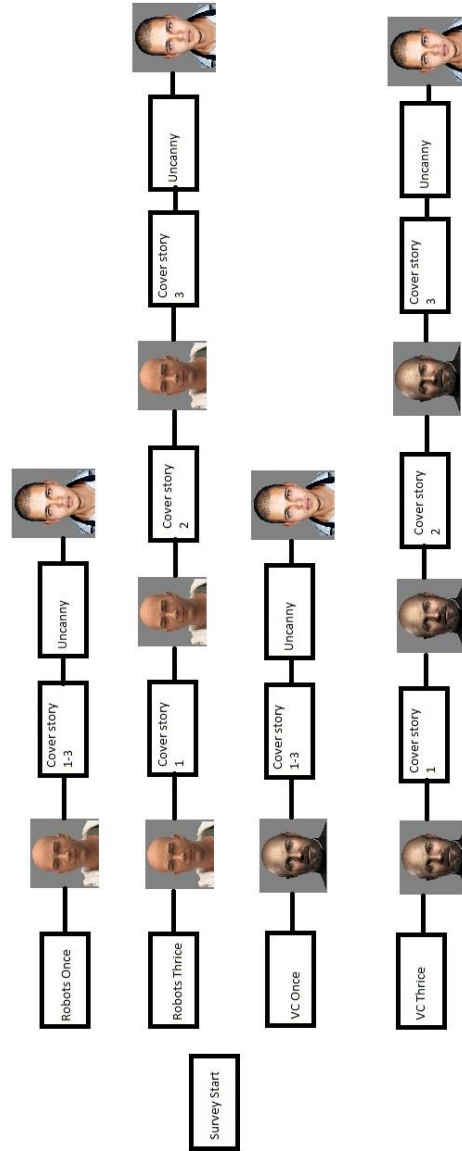 Survey Start
Robots Once
Cover story
1-3
Uncanny
Robots Thrice
Cover story
1
Cover story
2
Cover story
3
Uncanny
VC Once
Cover story
1-3
Uncanny
VC Thrice
Cover story
1
Cover story
2
Cover story
3
Uncanny